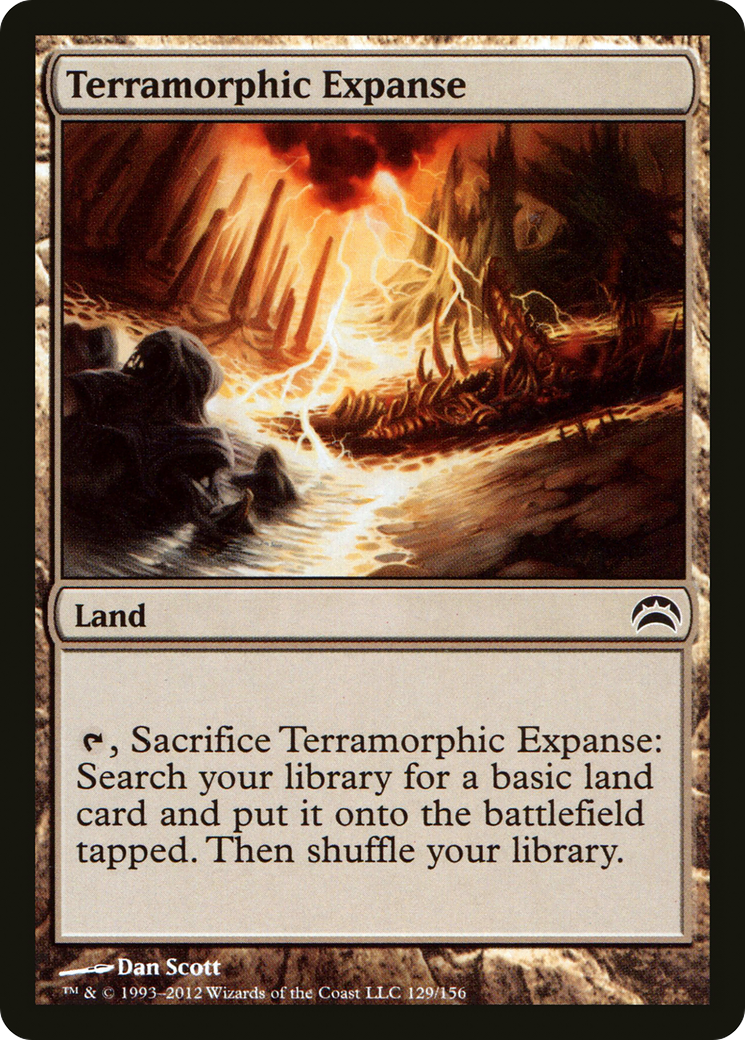 Terramorphic Expanse
Land
, Sacrifice Terramorphic Expanse:
Search your library for a basic land
card and put it onto the battlefield
tapped. Then shuffle your library.
Dan Scott
™ & © 1993–2012 Wizards of the Coast LLC 129/156